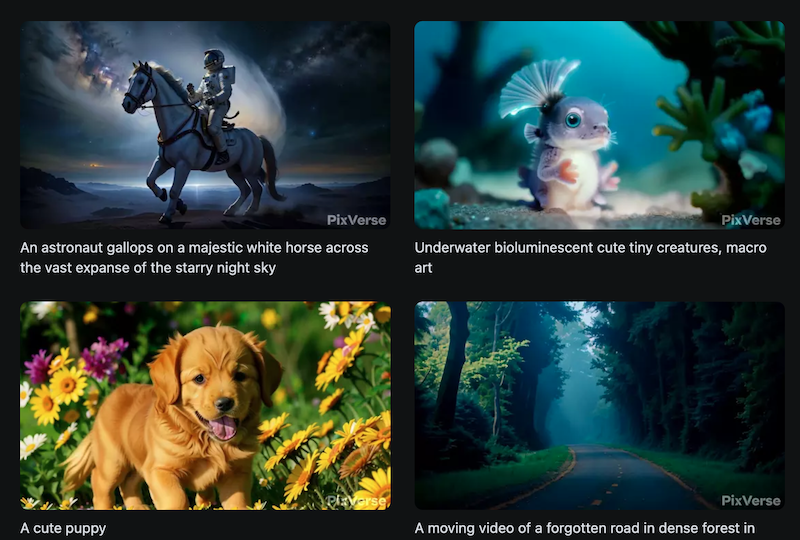 PixVerse
PixVerse
An astronaut gallops on a majestic white horse across
the vast expanse of the starry night sky
Underwater bioluminescent cute tiny creatures, macro
art
PixVerse
PixVerse
A cute puppy
A moving video of a forgotten road in dense forest in